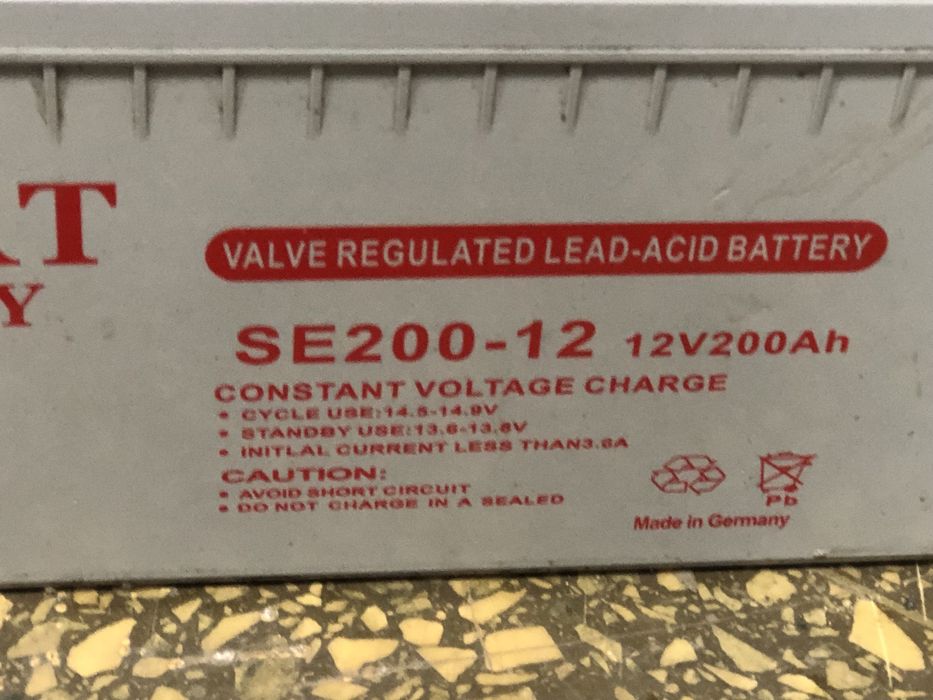 AT
Y
VALVE REGULATED LEAD-ACID BATTERY
SE200-12 12V200Ah
CONSTANT VOLTAGE CHARGE
• CYCLE USE:14.5-14.9V
• STANDBY USE:13.6-13.8V
• INITLAL CURRENT LESS THAN3.6A
CAUTION:
• AVOID SHORT CIRCUIT
• DO NOT CHARGE IN A SEALED
Pb
Made in Germany